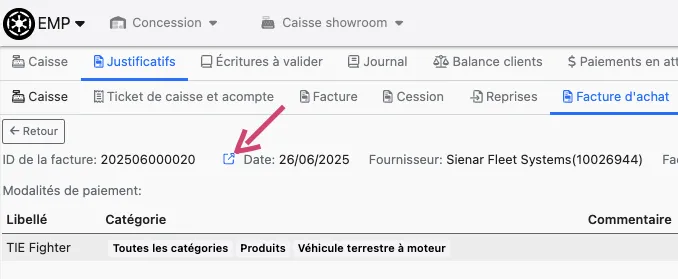 EMP Concession Caisse showroom
Caisse Justificatifs Écritures à valider Journal Balance clients Paiements en att
Caisse Ticket de caisse et acompte Facture Cession Reprises Facture d'achat
← Retour
ID de la facture: 202506000020 Date: 26/06/2025 Fournisseur: Sienar Fleet Systems(10026944) Fac
Modalités de paiement:
Libellé Catégorie Commentaire
TIE Fighter Toutes les catégories Produits Véhicule terrestre à moteur